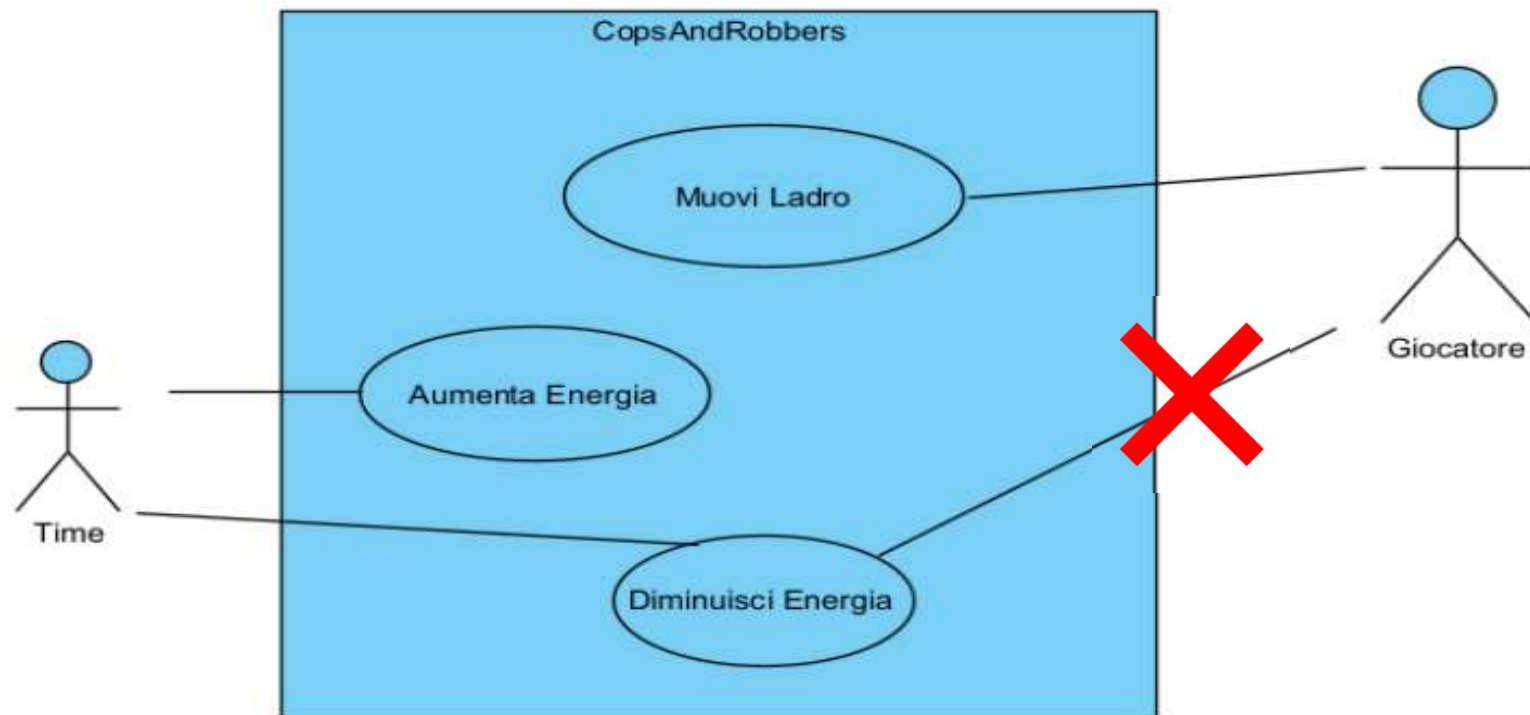 CopsAndRobbers
Muovi Ladro
Giocatore
Aumenta Energia
Time
Diminuisci Energia